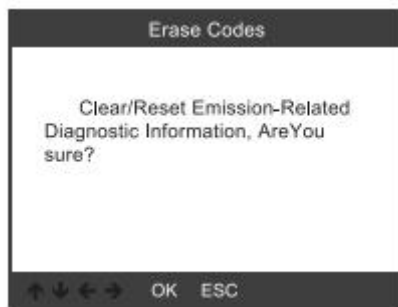 Erase Codes
Clear/Reset Emission-Related
Diagnostic Information, AreYou
sure?
OK ESC